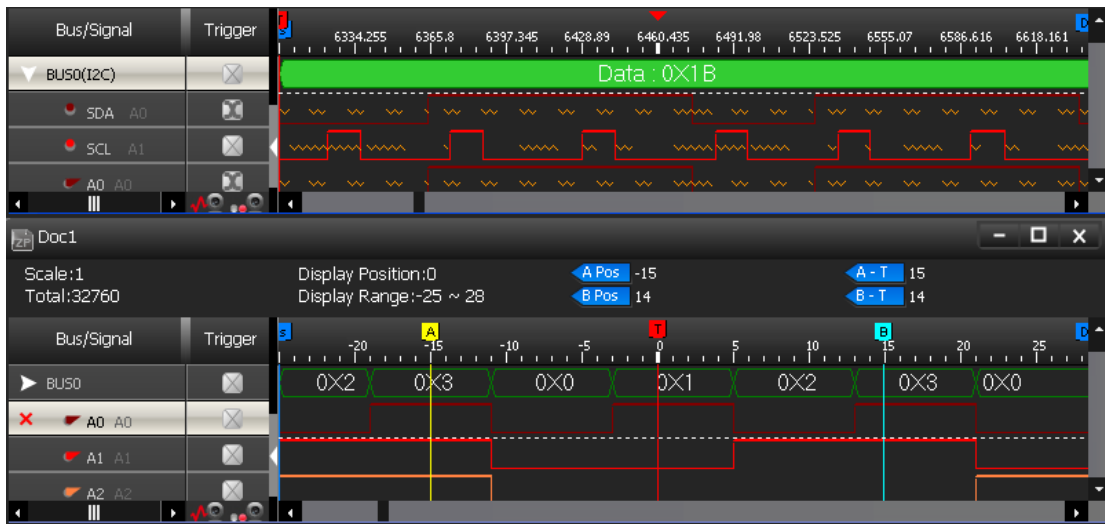 Bus/Signal Trigger T S D 6334.255 6365.8 6397.345 6428.89 6460.435 6491.98 6523.525 6555.07 6586.616 6618.161
BUS0(I2C) Data : 0X1B
SDA A0
SCL A1
A0 A0
ZP Doc1
Scale:1 Display Position:0 A Pos -15 A - T 15
Total:32760 Display Range:-25 ~ 28 B Pos 14 B - T 14
Bus/Signal Trigger S A T B D
-20 -15 -10 -5 0 5 10 15 20 25
BUS0 0X2 0X3 0X0 0X1 0X2 0X3 0X0
A0 A0
A1 A1
A2 A2